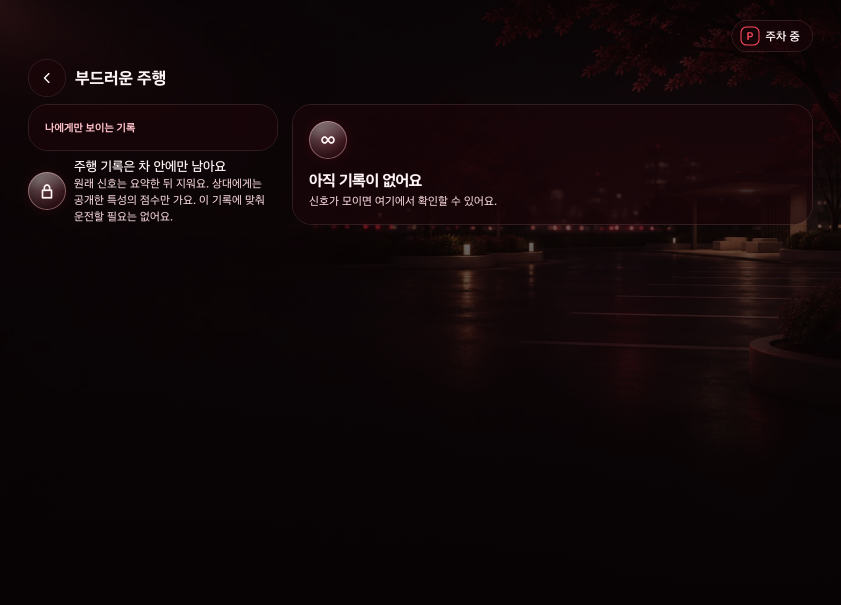 P 주차 중
부드러운 주행
나에게만 보이는 기록
주행 기록은 차 안에만 남아요
원래 신호는 요약한 뒤 지워요. 상대에게는
공개한 특성의 점수만 가요. 이 기록에 맞춰
운전할 필요는 없어요.
아직 기록이 없어요
신호가 모이면 여기에서 확인할 수 있어요.